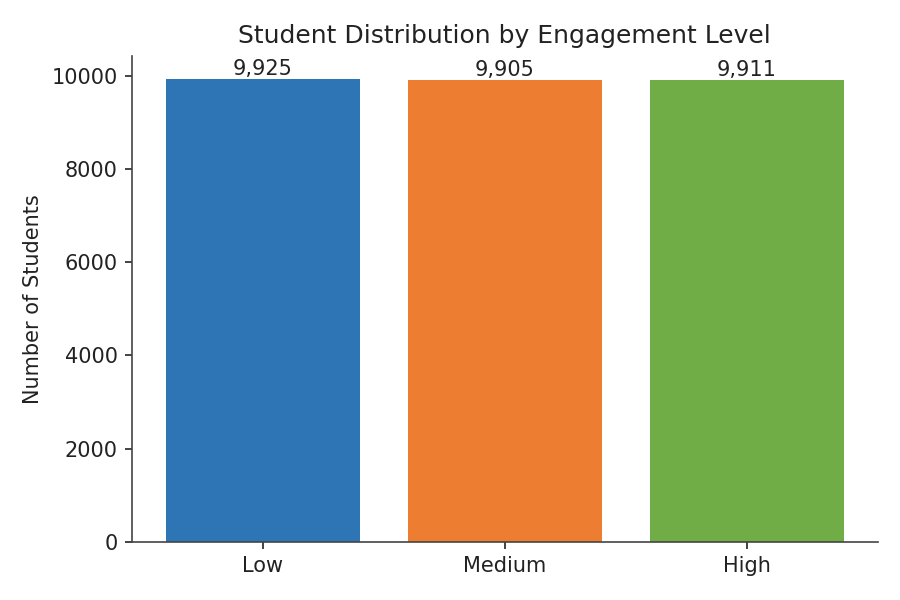 Student Distribution by Engagement Level
9,925
9,905
9,911
10000
8000
6000
4000
2000
0
Number of Students
Low
Medium
High